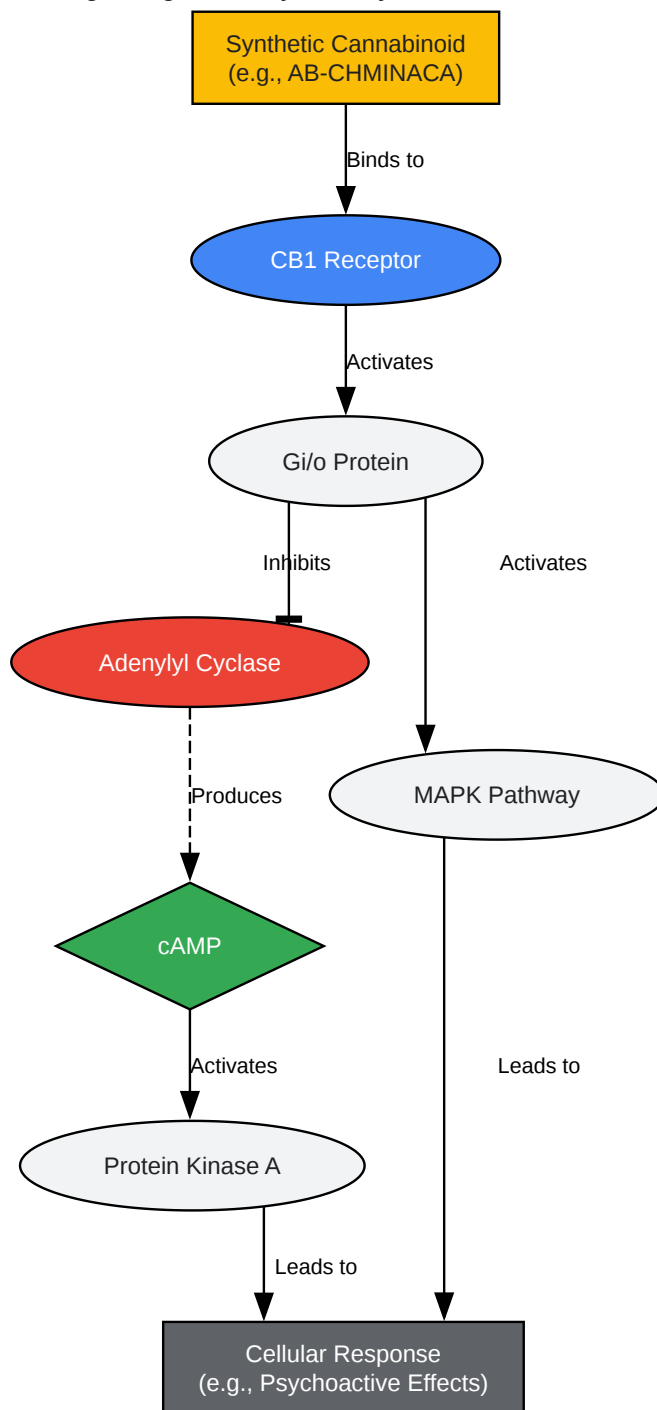 Synthetic Cannabinoid
(e.g., AB-CHMINACA)
Binds to
CB1 Receptor
Activates
Gi/o Protein
Inhibits
Activates
Adenylyl Cyclase
Produces
MAPK Pathway
cAMP
Activates
Leads to
Protein Kinase A
Leads to
Cellular Response
(e.g., Psychoactive Effects)